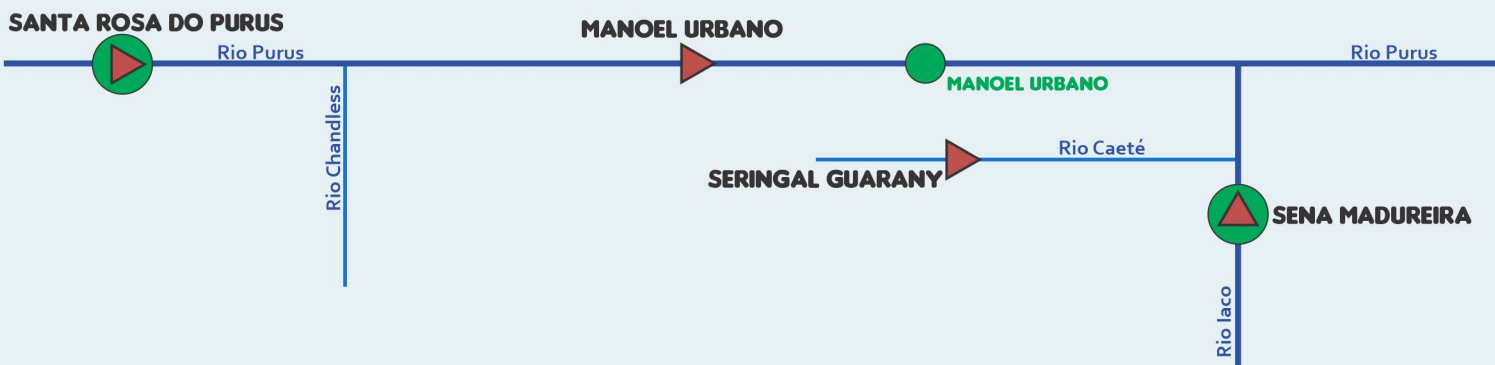 SANTA ROSA DO PURUS
Rio Purus
MANOEL URBANO
Rio Purus
MANOEL URBANO
Rio Chandless
Rio Caeté
SERINGAL GUARANY
SENA MADUREIRA
Rio Iaco